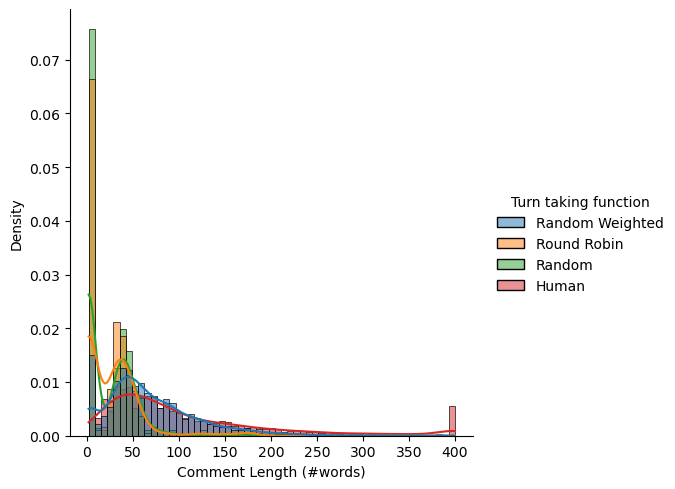 0.07
0.06
0.05
0.04
0.03
0.02
0.01
0.00
Density
0 50 100 150 200 250 300 350 400
Comment Length (#words)
Turn taking function
Random Weighted
Round Robin
Random
Human